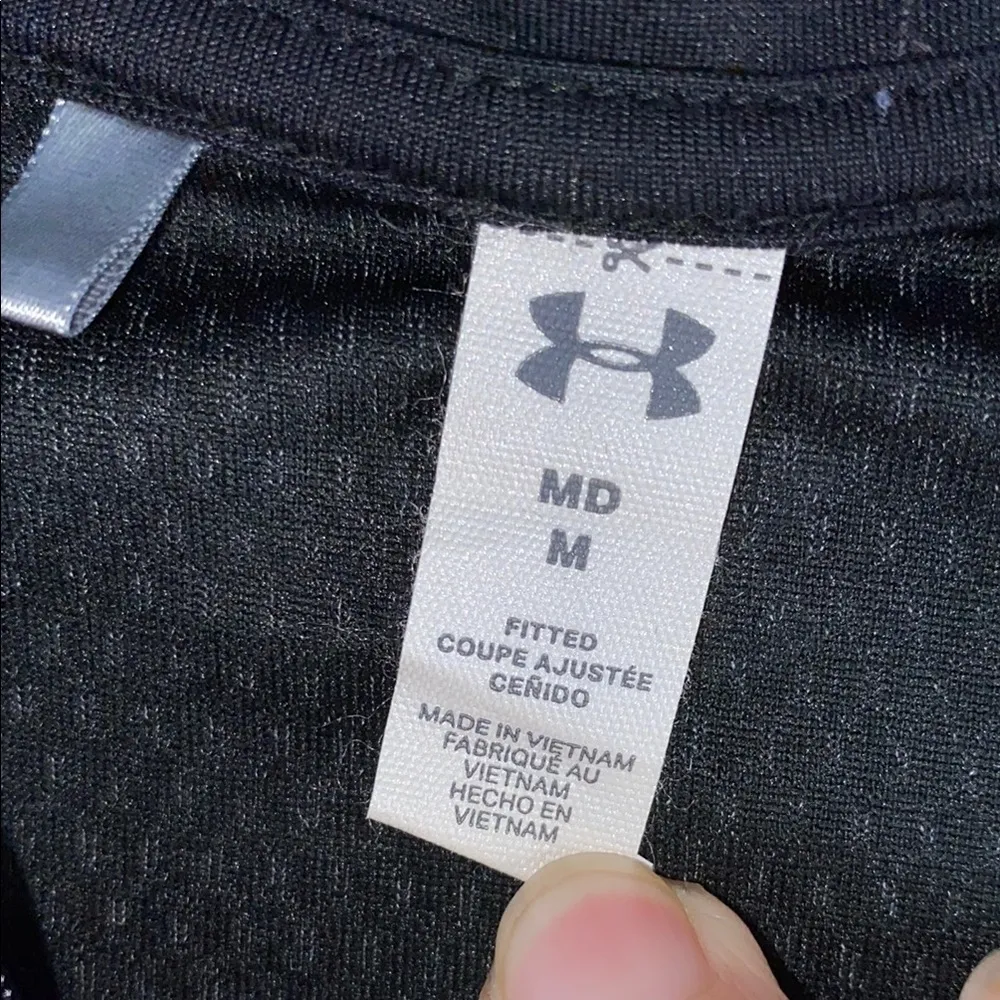 MD
M
FITTED
COUPE AJUSTÉE
CEÑIDO
MADE IN VIETNAM
FABRIQUÉ AU
VIETNAM
HECHO EN
VIETNAM